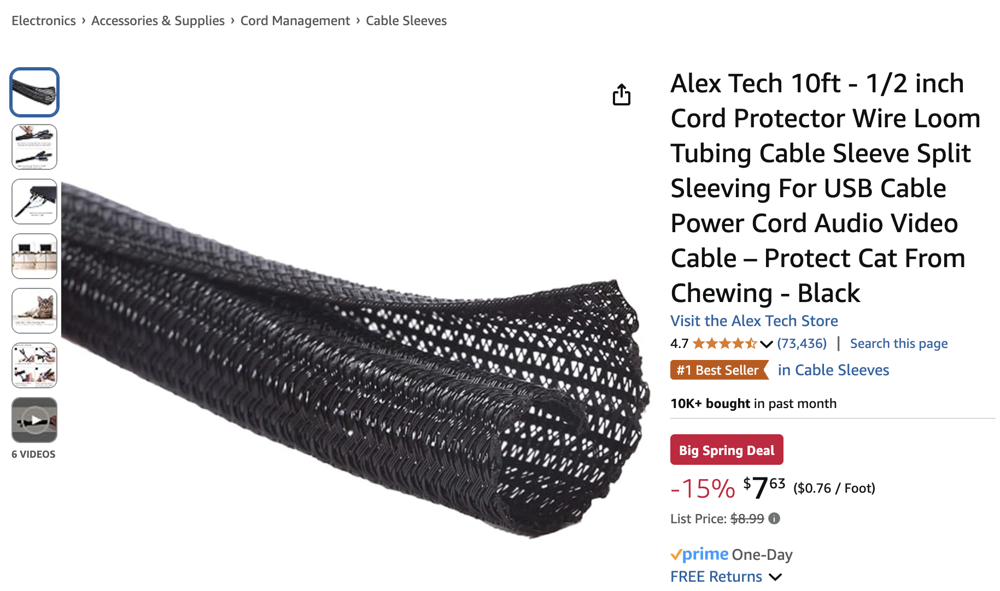 Electronics › Accessories & Supplies › Cord Management › Cable Sleeves
6 VIDEOS
Alex Tech 10ft - 1/2 inch
Cord Protector Wire Loom
Tubing Cable Sleeve Split
Sleeving For USB Cable
Power Cord Audio Video
Cable – Protect Cat From
Chewing - Black
Visit the Alex Tech Store
4.7 (73,436) | Search this page
#1 Best Seller in Cable Sleeves
10K+ bought in past month
Big Spring Deal
-15% $7 63 ($0.76 / Foot)
List Price: $8.99
prime One-Day
FREE Returns